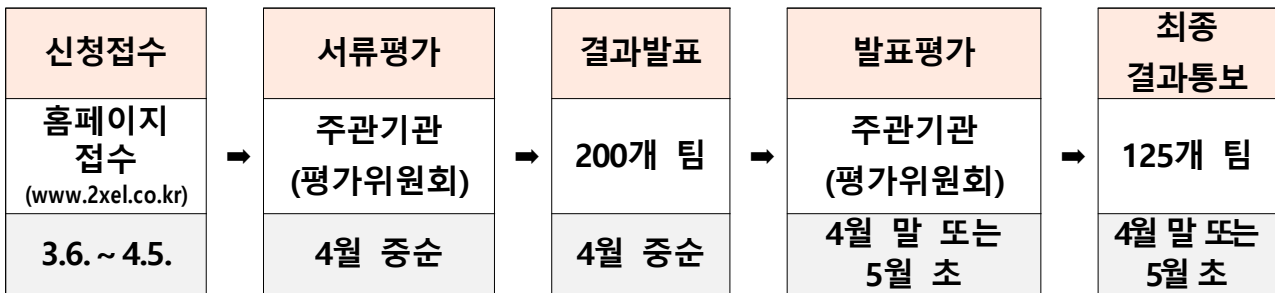 신청접수
홈페이지
접수
(www.2xel.co.kr)
3.6. ~ 4.5.
➡
서류평가
주관기관
(평가위원회)
4월 중순
➡
결과발표
200개 팀
4월 중순
➡
발표평가
주관기관
(평가위원회)
4월 말 또는
5월 초
➡
최종
결과통보
125개 팀
4월 말 또는
5월 초